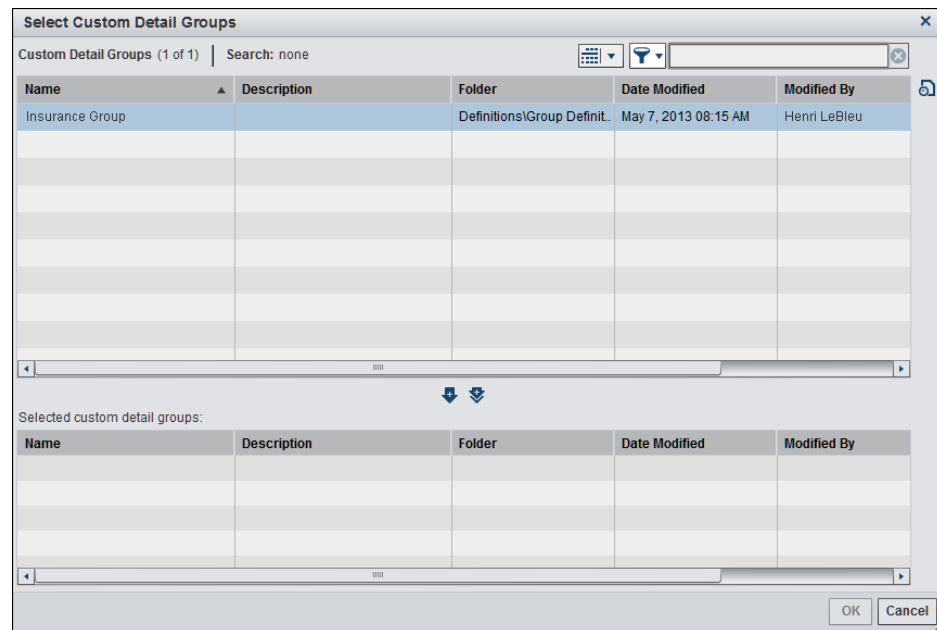 Select Custom Detail Groups
Custom Detail Groups (1 of 1) Search: none
Name Description Folder Date Modified Modified By
Insurance Group Definitions\Group Definit... May 7, 2013 08:15 AM Henri LeBleu
Selected custom detail groups:
Name Description Folder Date Modified Modified By
OK Cancel